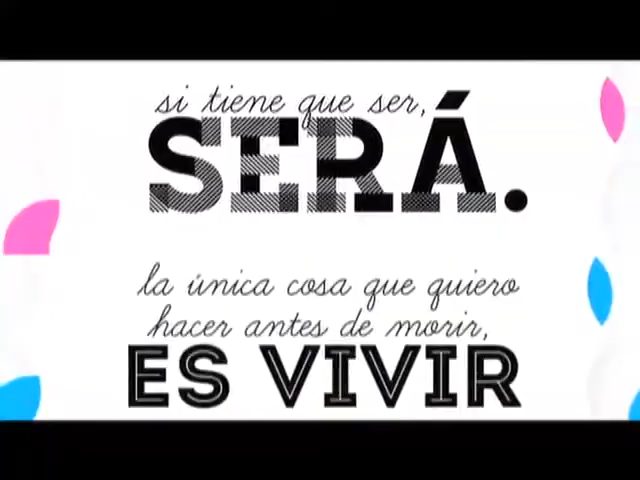 si tiene que ser,
SERÁ.
la única cosa que quiero
hacer antes de morir,
ES VIVIR